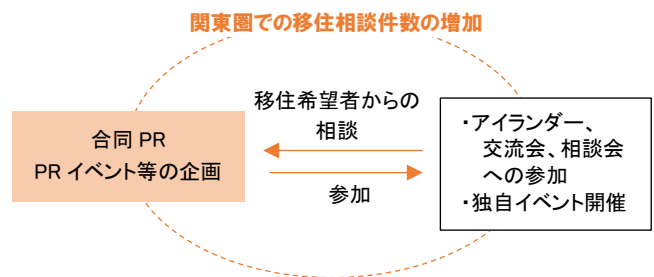 関東圏での移住相談件数の増加
移住希望者からの
相談
合同 PR
PR イベント等の企画
参加
・アイランダー、
交流会、相談会
への参加
・独自イベント開催